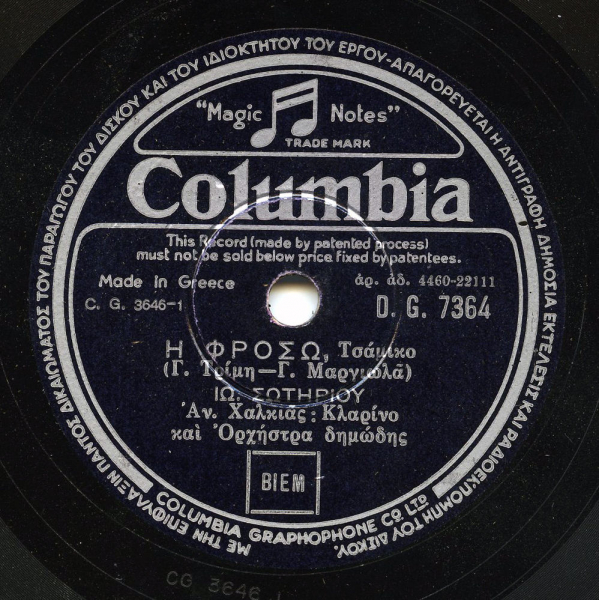 ΜΕ ΤΗΝ ΕΠΙΦΥΛΑΞΙΝ ΠΑΝΤΟΣ ΔΙΚΑΙΩΜΑΤΟΣ ΤΟΥ ΠΑΡΑΓΩΓΟΥ ΤΟΥ ΔΙΣΚΟΥ ΚΑΙ ΤΟΥ ΙΔΙΟΚΤΗΤΟΥ ΤΟΥ ΕΡΓΟΥ-ΑΠΑΓΟΡΕΥΕΤΑΙ Η ΑΝΤΙΓΡΑΦΗ ΔΗΜΟΣΙΑ ΕΚΤΕΛΕΣΙΣ ΚΑΙ ΡΑΔΙΟΕΚΠΟΜΠΗ ΤΟΥ ΔΙΣΚΟΥ.
"Magic Notes"
TRADE MARK
Columbia
This Record (made by patented process)
must not be sold below price fixed by patentees.
Made in Greece ἀρ. ἀδ. 4460-22111
C. G. 3646-1 D. G. 7364
Η ΦΡΟΣΩ, Τσάμικο
(Γ. Τρίμη—Γ. Μαργιωλᾶ)
ΙΩ. ΣΩΤΗΡΙΟΥ
Ἀν. Χαλκιας: Κλαρίνο
καὶ Ὀρχήστρα δημώδης
BIEM
COLUMBIA GRAPHOPHONE CO LTD
CG 3646 1